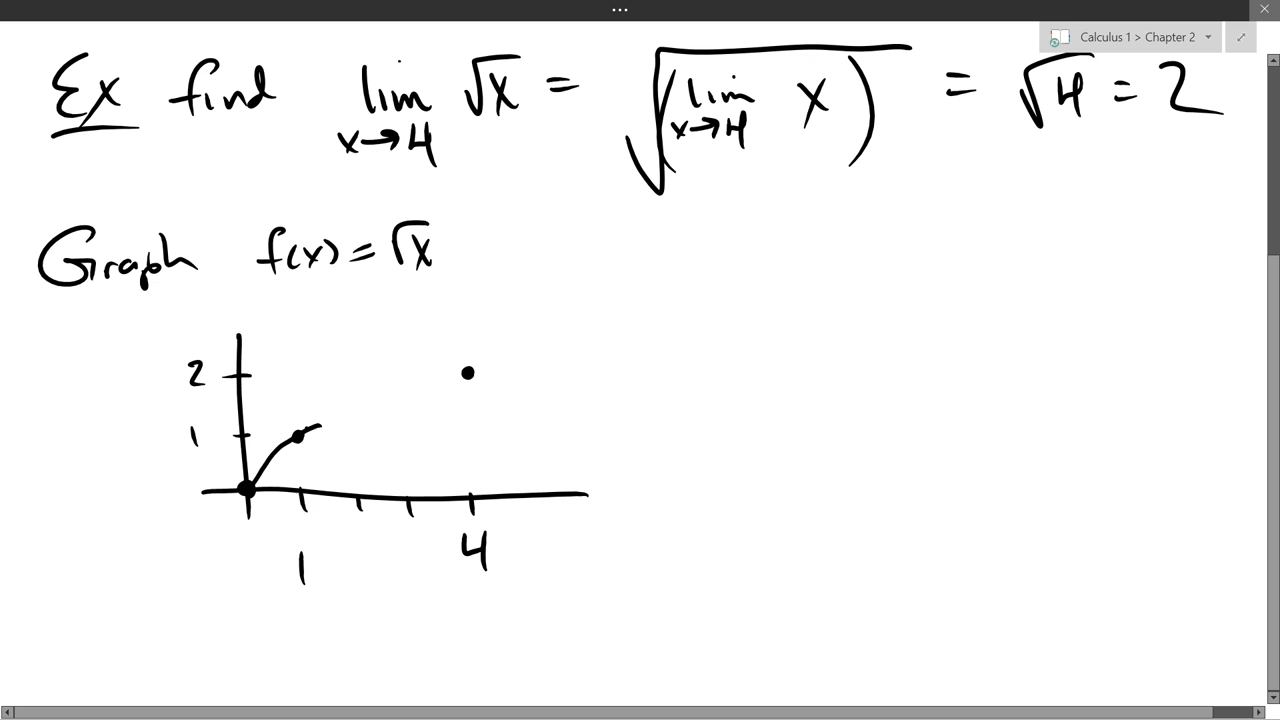 Calculus 1 > Chapter 2
Ex find lim x→4 √x = √(lim x→4 x) = √4 = 2
Graph f(x) = √x
2
1
1 4